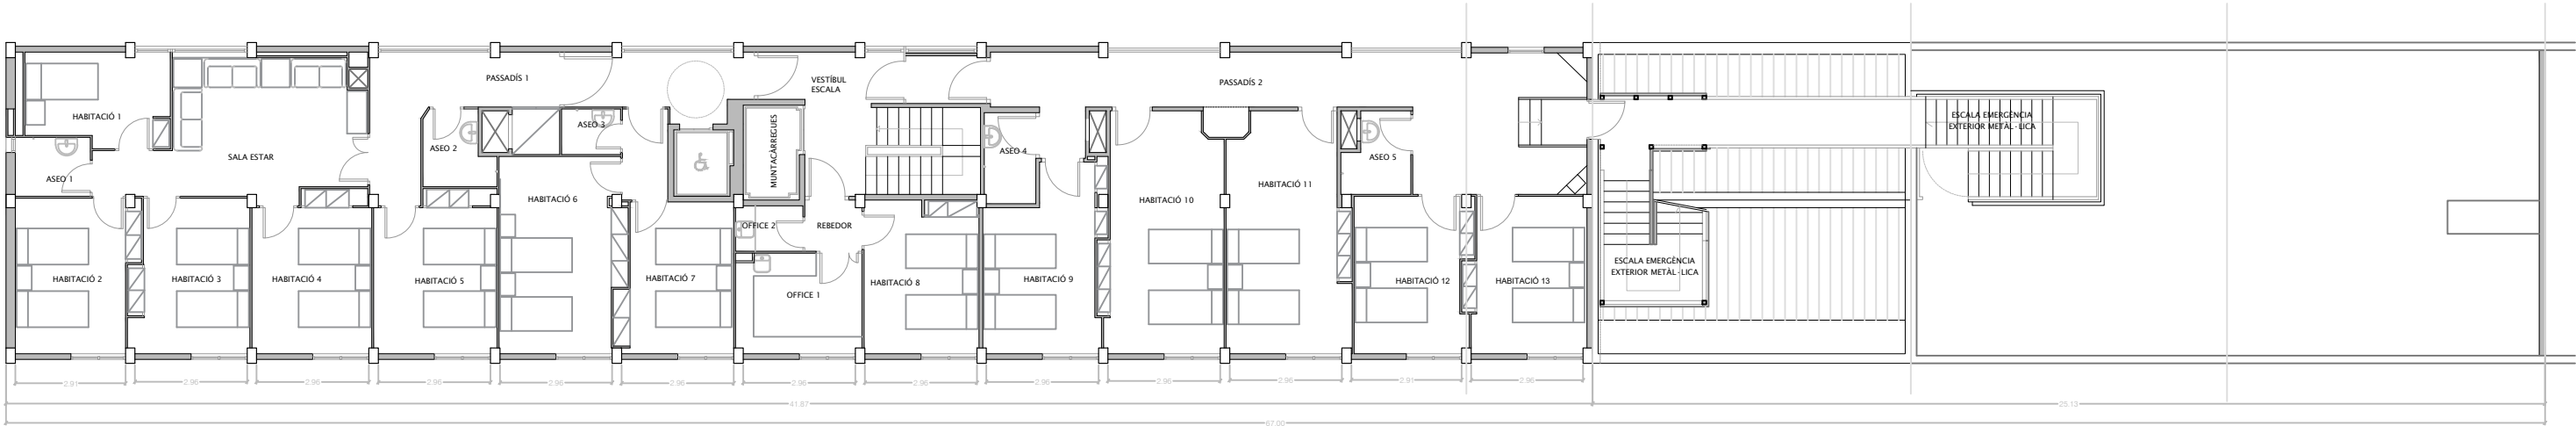 PASSADÍS 1
VESTÍBUL
ESCALA
PASSADÍS 2
HABITACIÓ 1
ASEO 3
ASEO 2
MUNTACÀRREGUES
ASEO 4
ASEO 5
ESCALA EMERGÈNCIA
EXTERIOR METÀL·LICA
SALA ESTAR
ASEO 1
HABITACIÓ 6
HABITACIÓ 10
HABITACIÓ 11
OFFICE 2
REBEDOR
HABITACIÓ 2
HABITACIÓ 3
HABITACIÓ 4
HABITACIÓ 5
HABITACIÓ 7
OFFICE 1
HABITACIÓ 8
HABITACIÓ 9
HABITACIÓ 12
HABITACIÓ 13
ESCALA EMERGÈNCIA
EXTERIOR METÀL·LICA
2.91
2.96
2.96
2.96
2.96
2.96
2.96
2.96
2.96
2.96
2.96
2.91
2.96
41.87
25.13
67.00